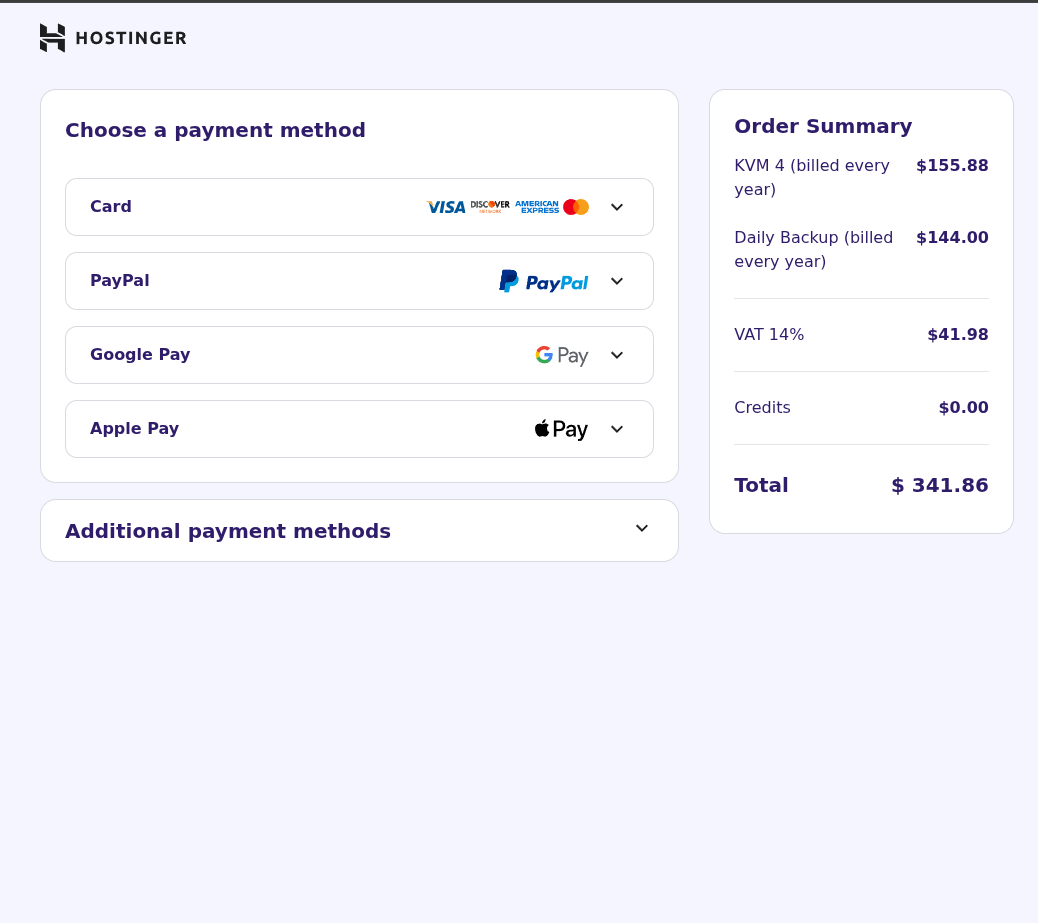 HOSTINGER
Choose a payment method
Card VISA DISCOVER AMERICAN
NETWORK EXPRESS
PayPal PayPal
Google Pay G Pay
Apple Pay Pay
Additional payment methods
Order Summary
KVM 4 (billed every $155.88
year)
Daily Backup (billed $144.00
every year)
VAT 14% $41.98
Credits $0.00
Total $ 341.86